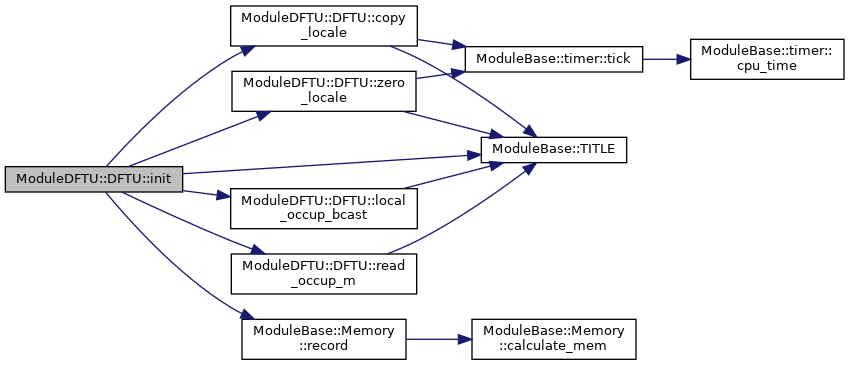 ModuleDFTU::DFTU::init
ModuleDFTU::DFTU::copy
_locale
ModuleDFTU::DFTU::zero
_locale
ModuleDFTU::DFTU::local
_occup_bcast
ModuleDFTU::DFTU::read
_occup_m
ModuleBase::Memory
::record
ModuleBase::timer::tick
ModuleBase::TITLE
ModuleBase::Memory
::calculate_mem
ModuleBase::timer::
cpu_time